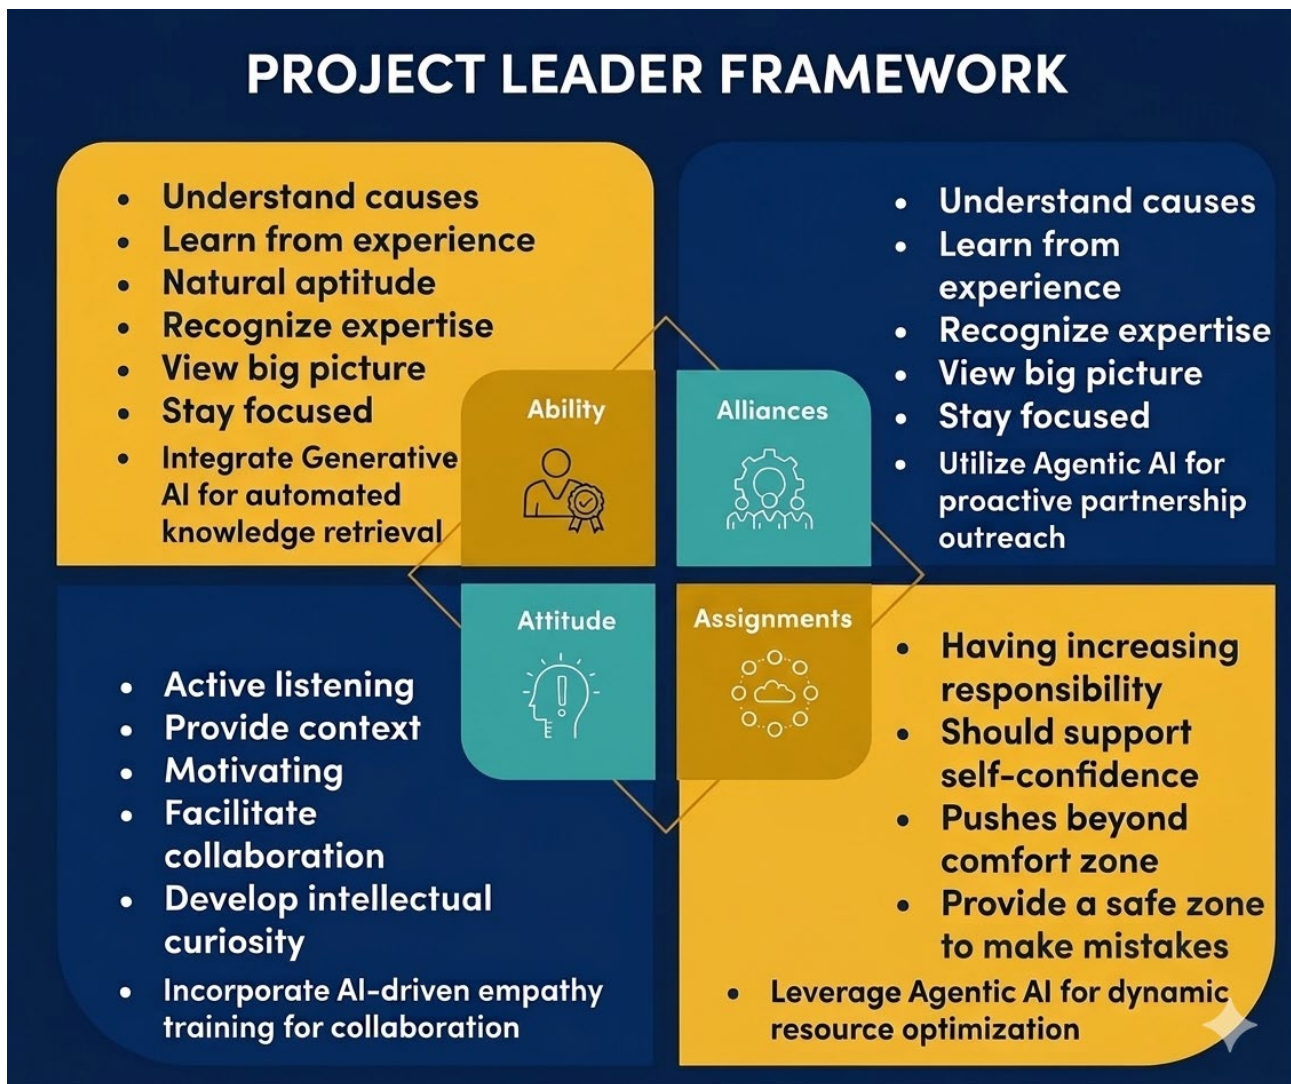 PROJECT LEADER FRAMEWORK
• Understand causes
• Learn from experience
• Natural aptitude
• Recognize expertise
• View big picture
• Stay focused
• Integrate Generative
AI for automated
knowledge retrieval
Ability
Alliances
• Understand causes
• Learn from
experience
• Recognize expertise
• View big picture
• Stay focused
• Utilize Agentic AI for
proactive partnership
outreach
Attitude
• Active listening
• Provide context
• Motivating
• Facilitate
collaboration
• Develop intellectual
curiosity
• Incorporate AI-driven empathy
training for collaboration
Assignments
• Having increasing
responsibility
• Should support
self-confidence
• Pushes beyond
comfort zone
• Provide a safe zone
to make mistakes
• Leverage Agentic AI for dynamic
resource optimization